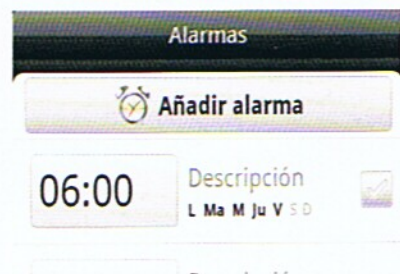 Alarmas
Añadir alarma
06:00
Descripción
L Ma M Ju V S D